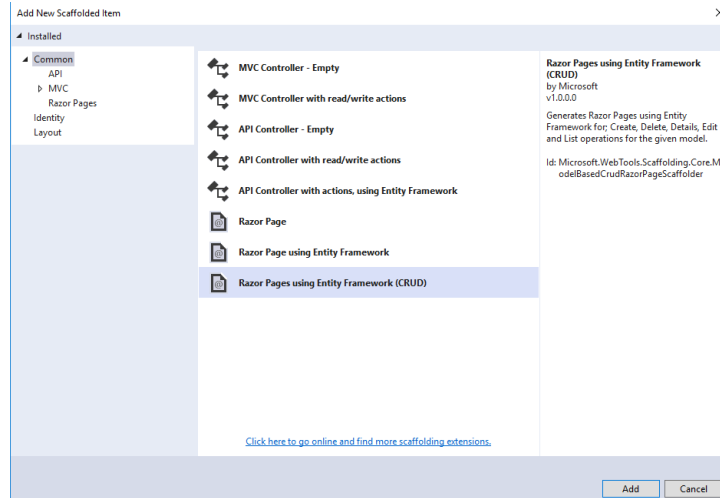 Add New Scaffolded Item
Installed
Common
API
MVC
Razor Pages
Identity
Layout
MVC Controller - Empty
MVC Controller with read/write actions
API Controller - Empty
API Controller with read/write actions
API Controller with actions, using Entity Framework
Razor Page
Razor Page using Entity Framework
Razor Pages using Entity Framework (CRUD)
Click here to go online and find more scaffolding extensions.
Razor Pages using Entity Framework
(CRUD)
by Microsoft
v1.0.0.0
Generates Razor Pages using Entity
Framework for; Create, Delete, Details, Edit
and List operations for the given model.
Id: Microsoft.WebTools.Scaffolding.Core.M
odelBasedCrudRazorPageScaffolder
Add
Cancel